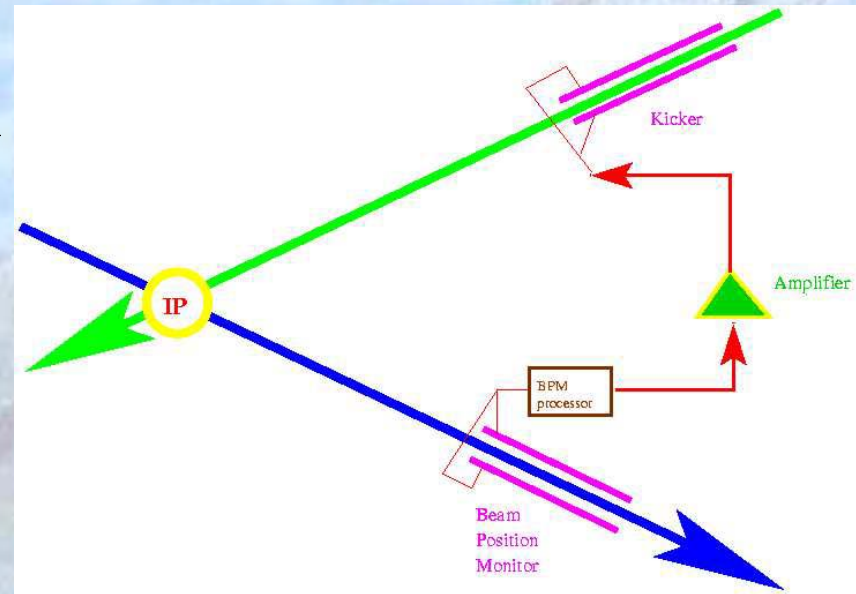 Kicker
Amplifier
IP
BPM
processor
Beam
Position
Monitor